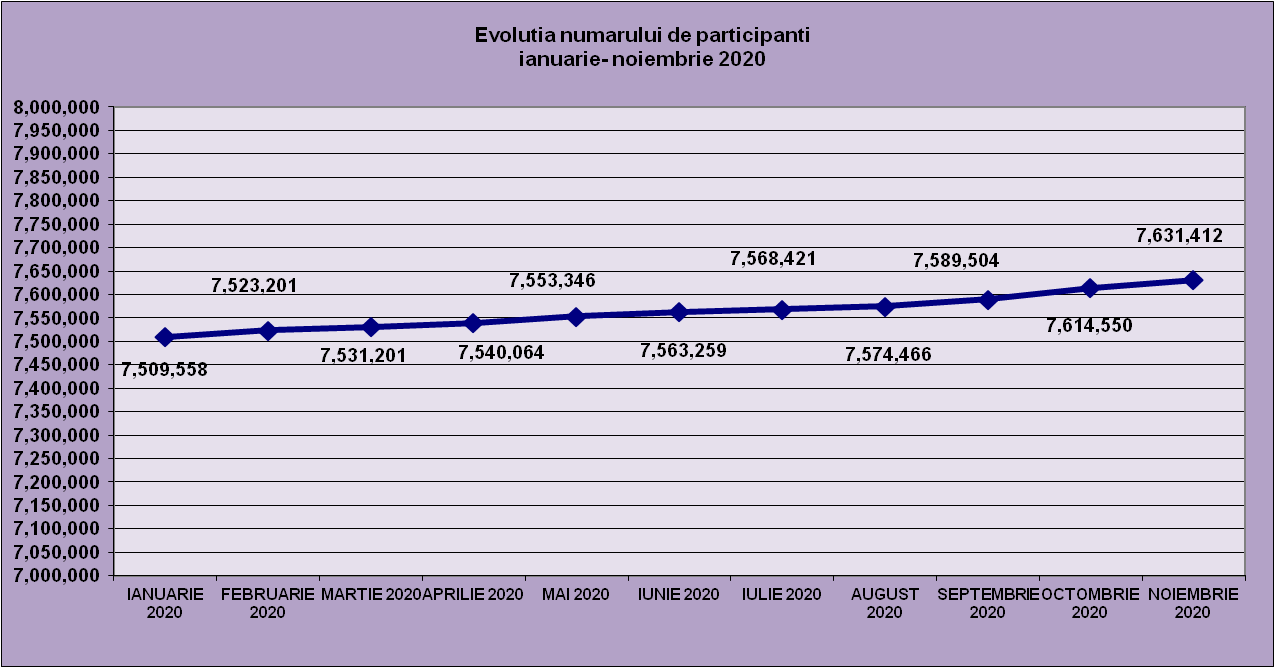 Evolutia numarului de participanti
ianuarie- noiembrie 2020
8,000,000
7,950,000
7,900,000
7,850,000
7,800,000
7,750,000
7,700,000
7,650,000
7,600,000
7,550,000
7,500,000
7,450,000
7,400,000
7,350,000
7,300,000
7,250,000
7,200,000
7,150,000
7,100,000
7,050,000
7,000,000
7,509,558
7,523,201
7,531,201
7,540,064
7,553,346
7,563,259
7,568,421
7,574,466
7,589,504
7,614,550
7,631,412
IANUARIE
2020
FEBRUARIE
2020
MARTIE 2020
APRILIE 2020
MAI 2020
IUNIE 2020
IULIE 2020
AUGUST
2020
SEPTEMBRIE
2020
OCTOMBRIE
2020
NOIEMBRIE
2020